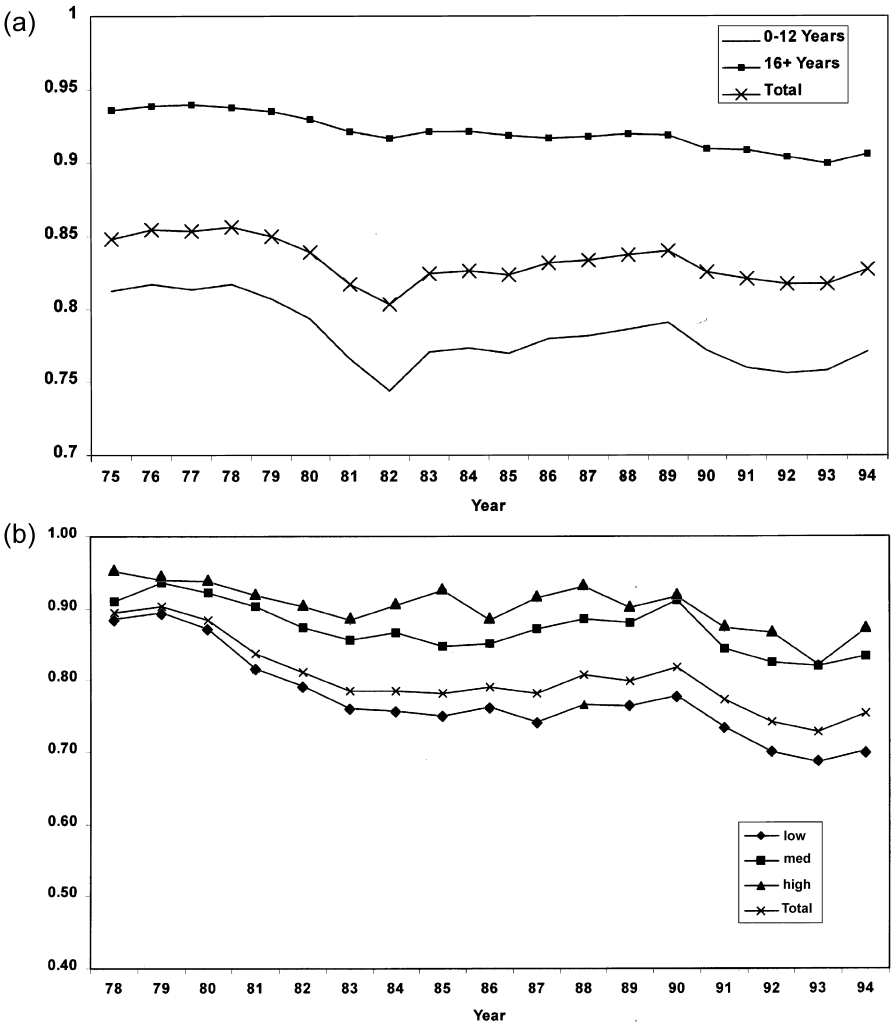 (a)
1
0.95
0.9
0.85
0.8
0.75
0.7
0-12 Years
16+ Years
Total
75 76 77 78 79 80 81 82 83 84 85 86 87 88 89 90 91 92 93 94
Year
(b)
1.00
0.90
0.80
0.70
0.60
0.50
0.40
low
med
high
Total
78 79 80 81 82 83 84 85 86 87 88 89 90 91 92 93 94
Year